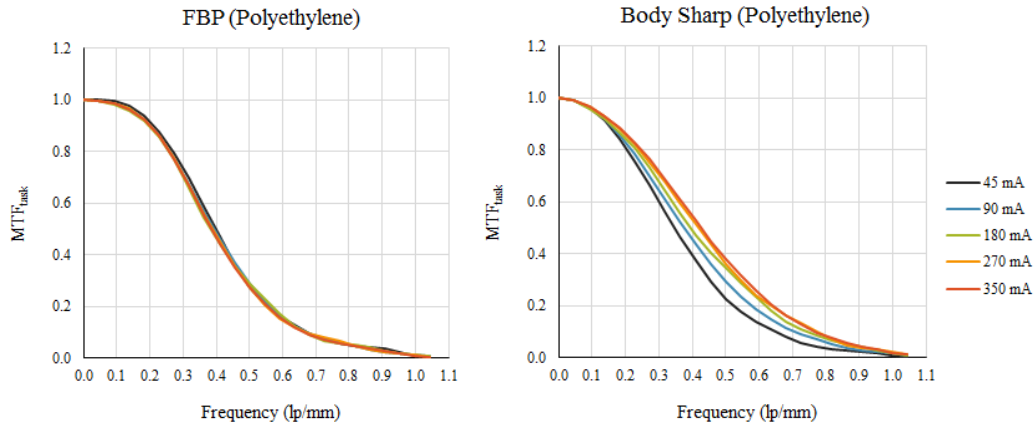 FBP (Polyethylene)
1.2
1.0
0.8
0.6
0.4
0.2
0.0
MTFtask
0.0 0.1 0.2 0.3 0.4 0.5 0.6 0.7 0.8 0.9 1.0 1.1
Frequency (lp/mm)
Body Sharp (Polyethylene)
1.2
1.0
0.8
0.6
0.4
0.2
0.0
MTFtask
0.0 0.1 0.2 0.3 0.4 0.5 0.6 0.7 0.8 0.9 1.0 1.1
Frequency (lp/mm)
45 mA
90 mA
180 mA
270 mA
350 mA